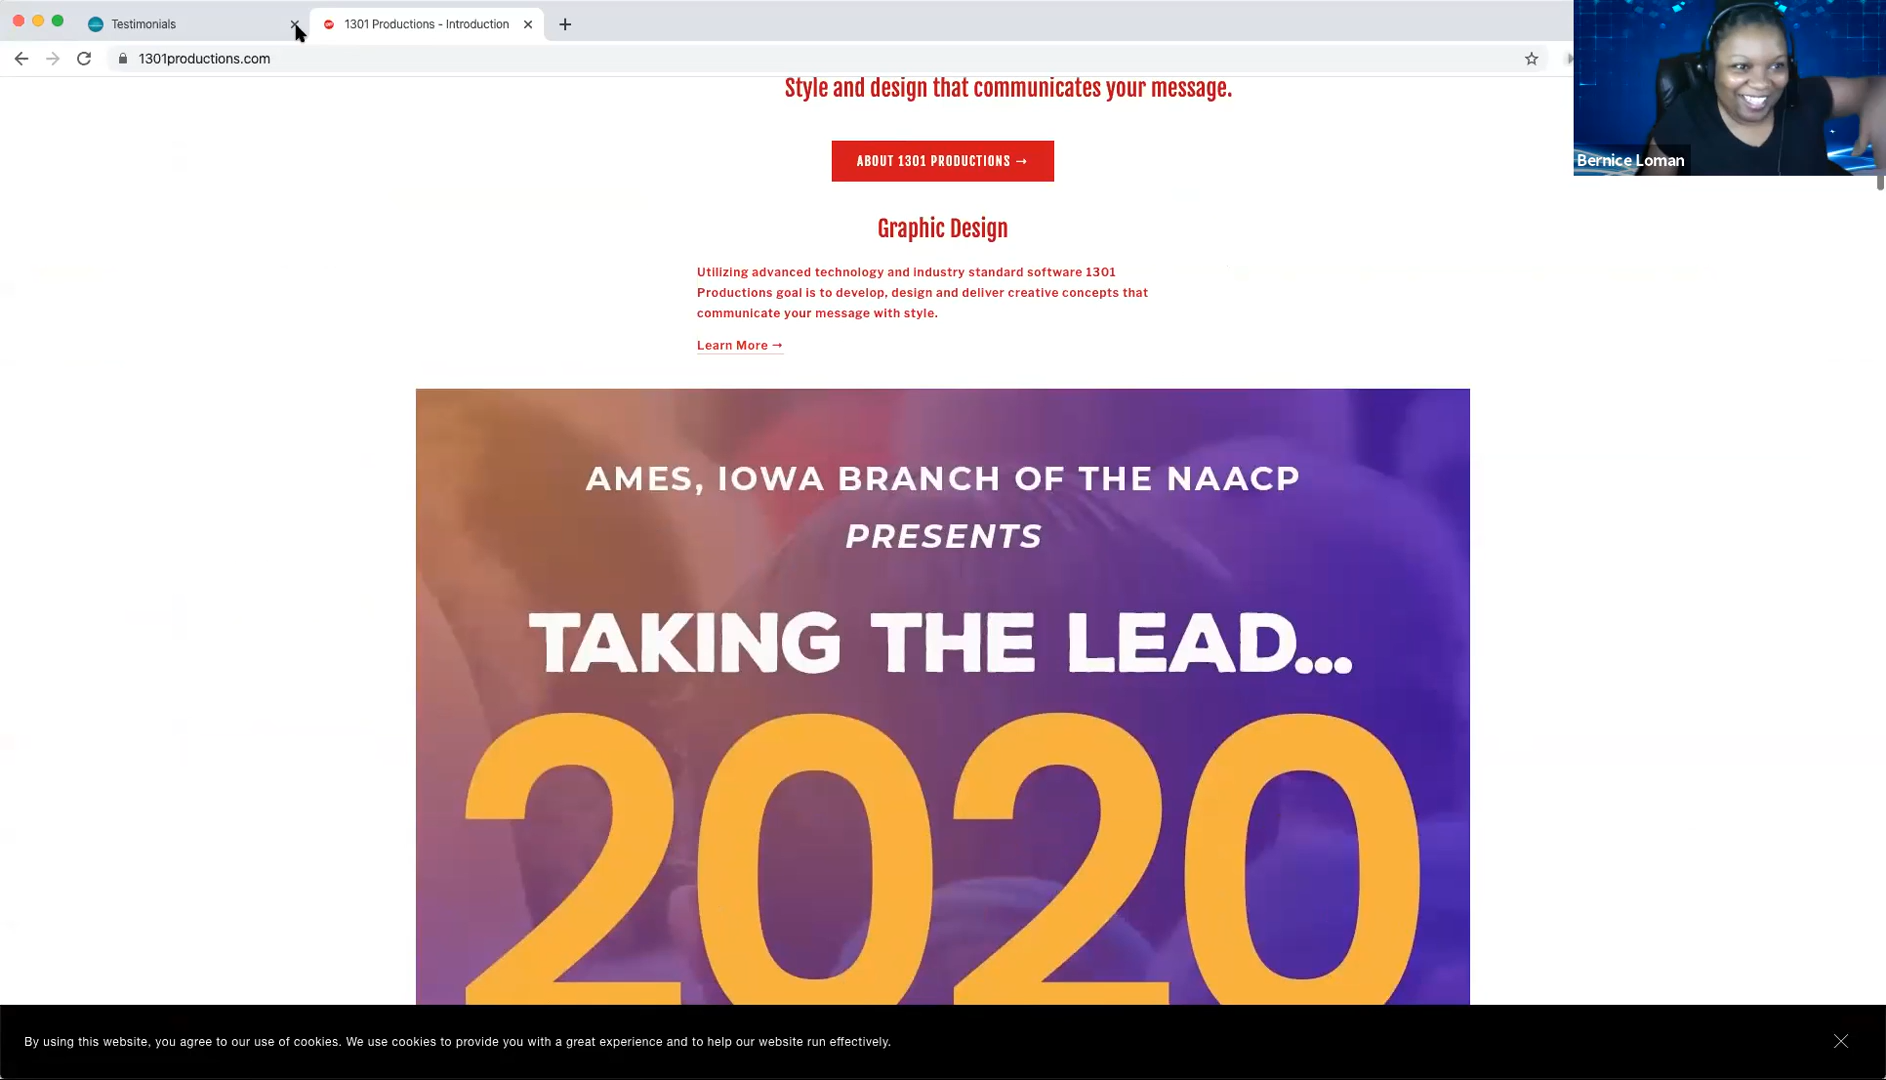 Testimonials
1301 Productions - Introduction
1301productions.com
Bernice Loman
Style and design that communicates your message.
ABOUT 1301 PRODUCTIONS →
Graphic Design
Utilizing advanced technology and industry standard software 1301
Productions goal is to develop, design and deliver creative concepts that
communicate your message with style.
Learn More →
AMES, IOWA BRANCH OF THE NAACP
PRESENTS
TAKING THE LEAD...
2020
By using this website, you agree to our use of cookies. We use cookies to provide you with a great experience and to help our website run effectively.